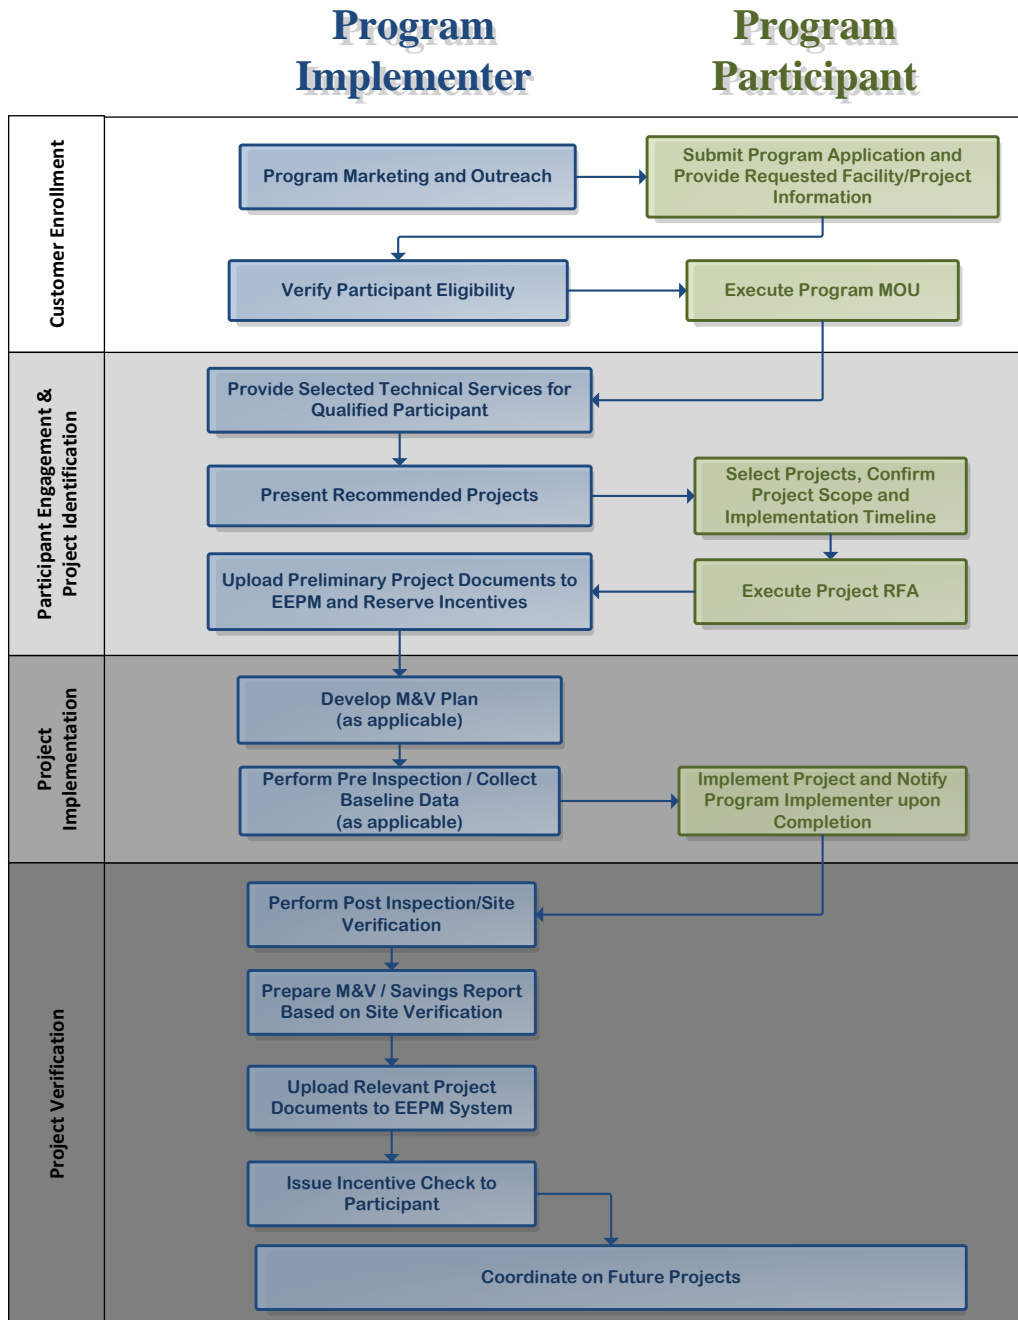 Program
Implementer
Program
Participant
Customer Enrollment
Program Marketing and Outreach
Submit Program Application and
Provide Requested Facility/Project
Information
Verify Participant Eligibility
Execute Program MOU
Participant Engagement &
Project Identification
Provide Selected Technical Services for
Qualified Participant
Present Recommended Projects
Select Projects, Confirm
Project Scope and
Implementation Timeline
Upload Preliminary Project Documents to
EEPM and Reserve Incentives
Execute Project RFA
Project
Implementation
Develop M&V Plan
(as applicable)
Perform Pre Inspection / Collect
Baseline Data
(as applicable)
Implement Project and Notify
Program Implementer upon
Completion
Project Verification
Perform Post Inspection/Site
Verification
Prepare M&V / Savings Report
Based on Site Verification
Upload Relevant Project
Documents to EEPM System
Issue Incentive Check to
Participant
Coordinate on Future Projects